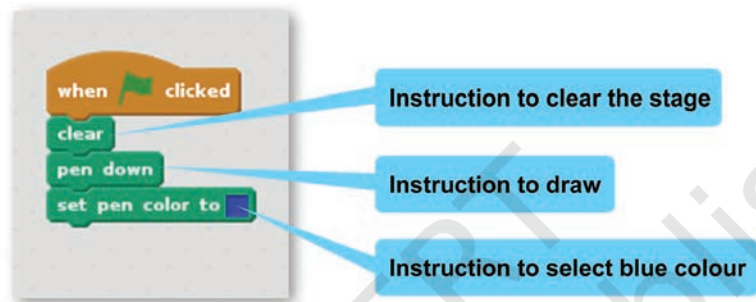 when clicked
clear
pen down
set pen color to
Instruction to clear the stage
Instruction to draw
Instruction to select blue colour